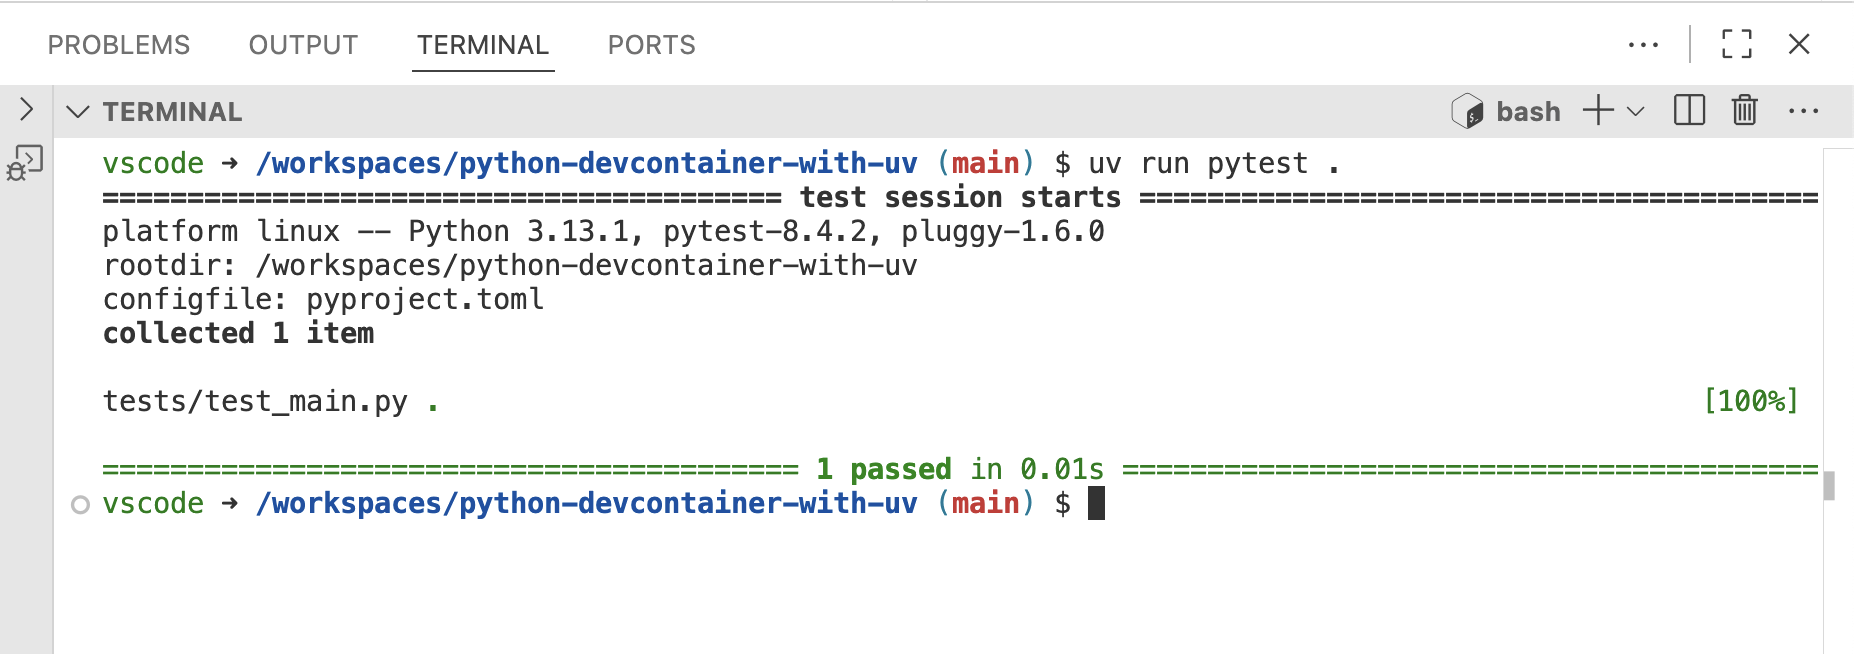 PROBLEMS OUTPUT TERMINAL PORTS
TERMINAL bash
vscode ➜ /workspaces/python-devcontainer-with-uv (main) $ uv run pytest .
======================================== test session starts ========================================
platform linux -- Python 3.13.1, pytest-8.4.2, pluggy-1.6.0
rootdir: /workspaces/python-devcontainer-with-uv
configfile: pyproject.toml
collected 1 item
tests/test_main.py . [100%]
========================================= 1 passed in 0.01s =========================================
vscode ➜ /workspaces/python-devcontainer-with-uv (main) $